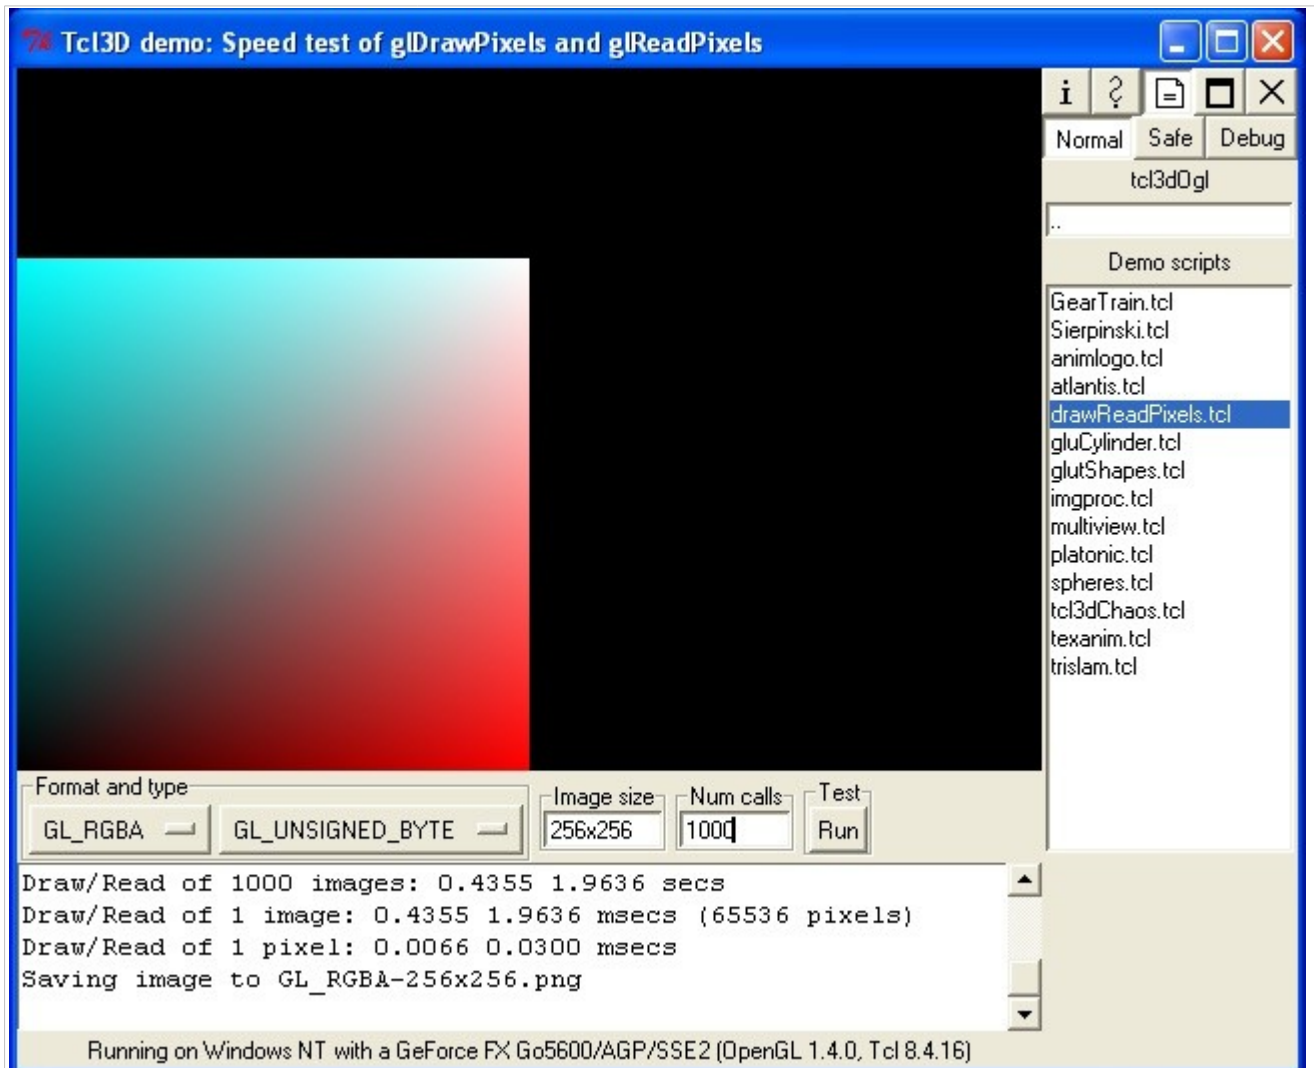 Tcl3D demo: Speed test of glDrawPixels and glReadPixels
Normal Safe Debug
tcl3dOgl
..
Demo scripts
GearTrain.tcl
Sierpinski.tcl
animlogo.tcl
atlantis.tcl
drawReadPixels.tcl
gluCylinder.tcl
glutShapes.tcl
imgproc.tcl
multiview.tcl
platonic.tcl
spheres.tcl
tcl3dChaos.tcl
texanim.tcl
trislam.tcl
Format and type Image size Num calls Test
GL_RGBA GL_UNSIGNED_BYTE 256x256 1000 Run
Draw/Read of 1000 images: 0.4355 1.9636 secs
Draw/Read of 1 image: 0.4355 1.9636 msecs (65536 pixels)
Draw/Read of 1 pixel: 0.0066 0.0300 msecs
Saving image to GL_RGBA-256x256.png
Running on Windows NT with a GeForce FX Go5600/AGP/SSE2 (OpenGL 1.4.0, Tcl 8.4.16)